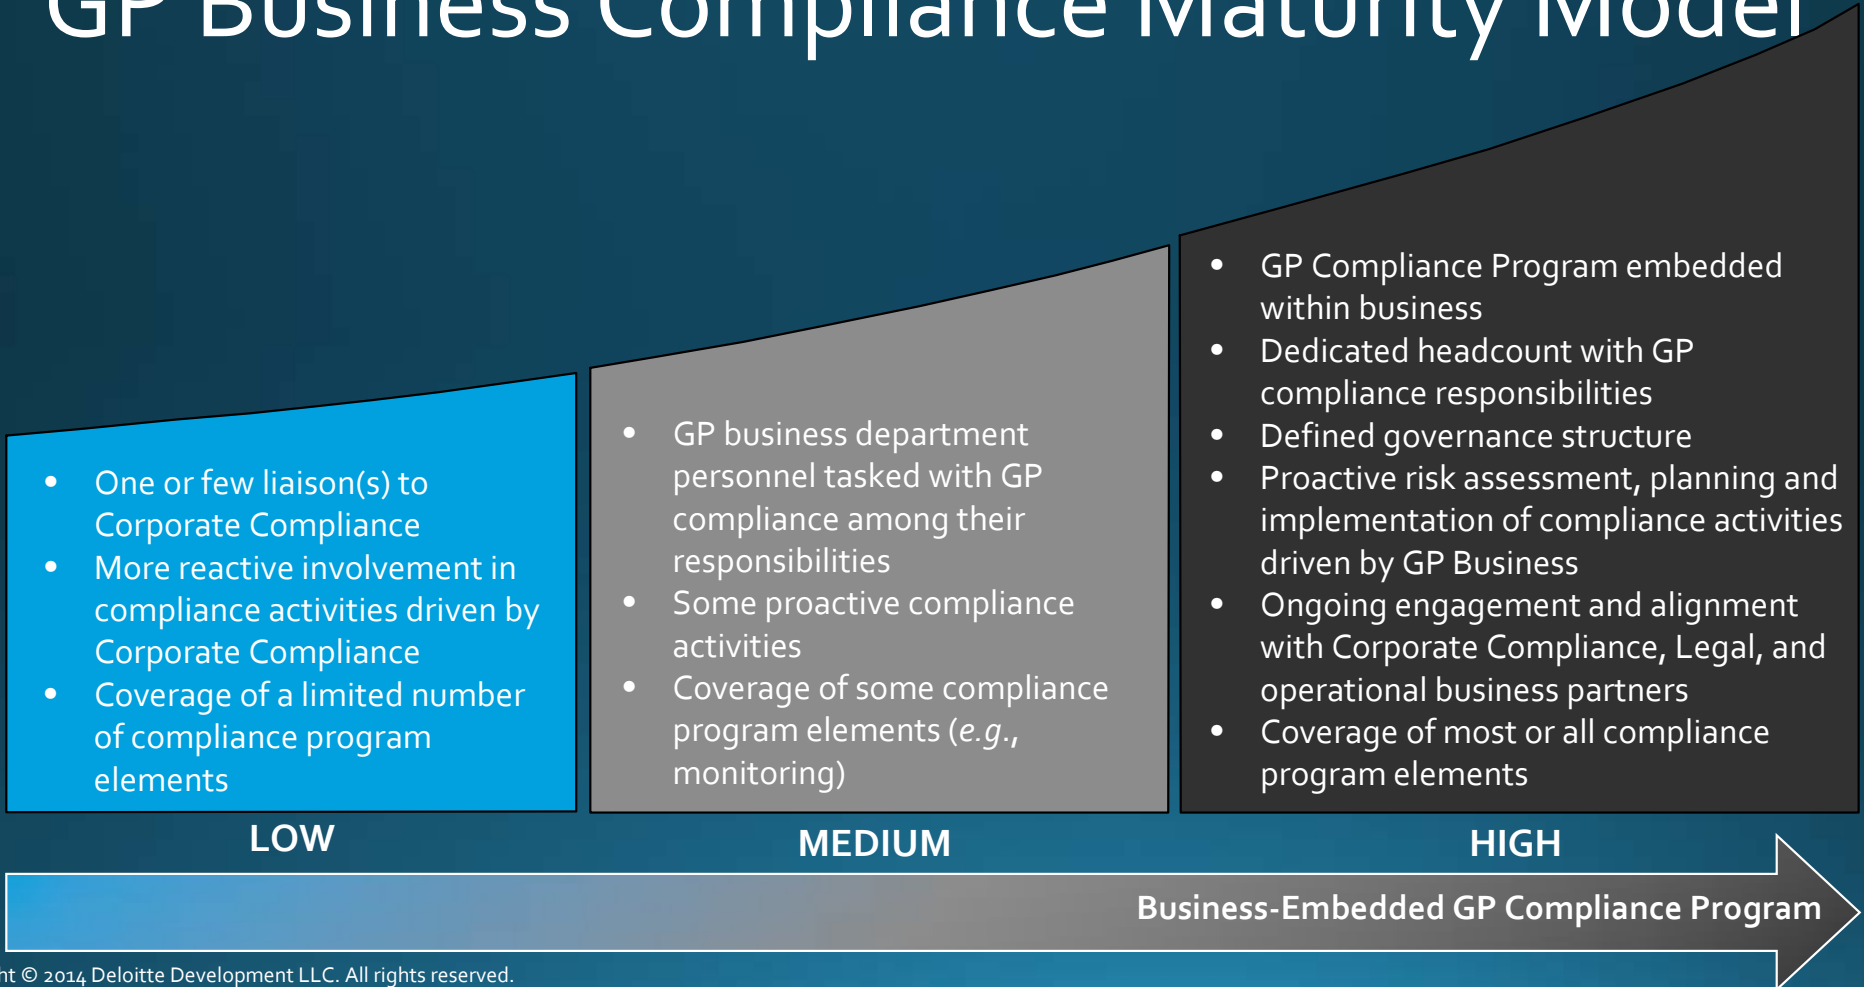 GP Business Compliance Maturity Model
• GP Compliance Program embedded
within business
• Dedicated headcount with GP
compliance responsibilities
• Defined governance structure
• Proactive risk assessment, planning and
implementation of compliance activities
driven by GP Business
• Ongoing engagement and alignment
with Corporate Compliance, Legal, and
operational business partners
• Coverage of most or all compliance
program elements
• GP business department
personnel tasked with GP
compliance among their
responsibilities
• Some proactive compliance
activities
• Coverage of some compliance
program elements (e.g.,
monitoring)
• One or few liaison(s) to
Corporate Compliance
• More reactive involvement in
compliance activities driven by
Corporate Compliance
• Coverage of a limited number
of compliance program
elements
LOW
MEDIUM
HIGH
Business-Embedded GP Compliance Program
ht © 2014 Deloitte Development LLC. All rights reserved.